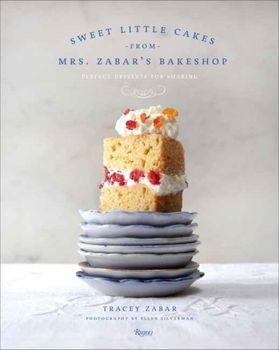 SWEET LITTLE CAKES
-FROM-
MRS. ZABAR'S BAKESHOP
PERFECT DESSERTS FOR SHARING
TRACEY ZABAR
PHOTOGRAPHY BY ELLEN SILVERMAN
RIZZOLI